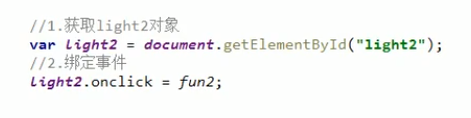 //1.获取light2对象
var light2 = document.getElementById("light2");
//2.绑定事件
light2.onclick = fun2;